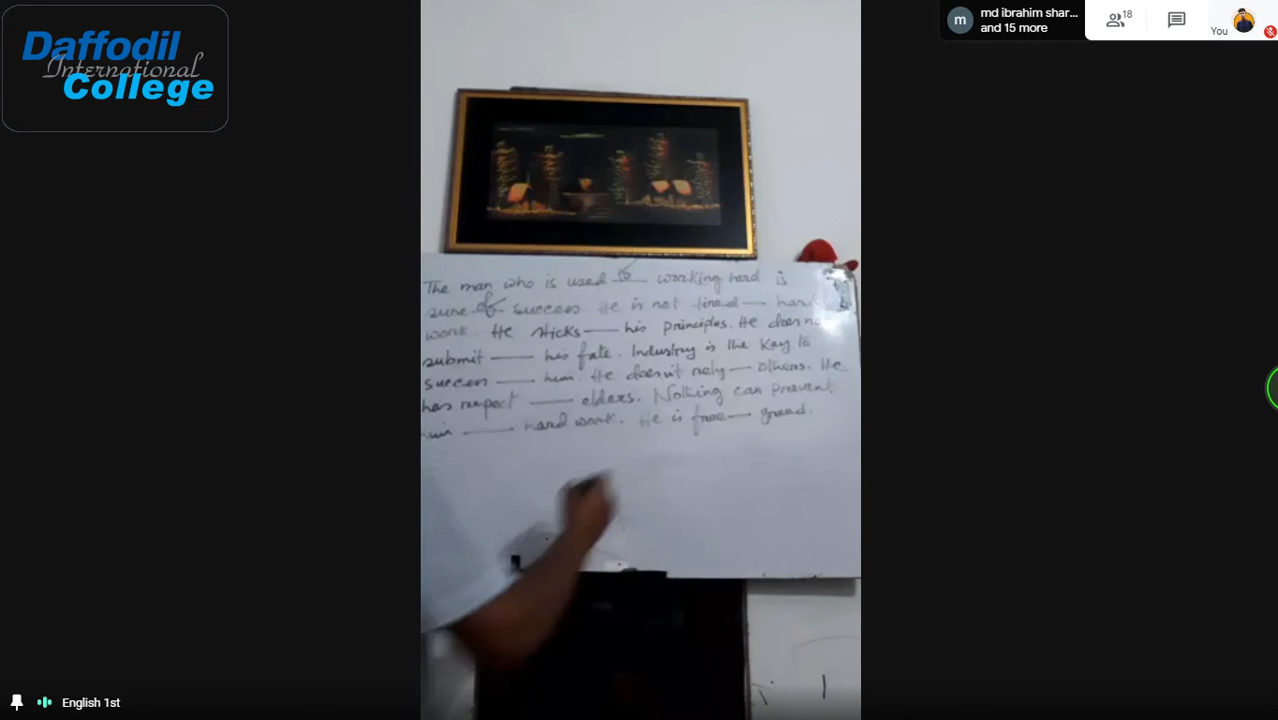 Daffodil
International
College
md ibrahim shar...
and 15 more
m
18
You
The man who is used to working hard is
sure of success. He is not tired — hard
work. He sticks — his principles. He does no
submit — his fate. Industry is the key to
success — him. He doesn't rely — others. He
has respect — elders. Nothing can prevent
him — hard work. He is free — greed.
English 1st